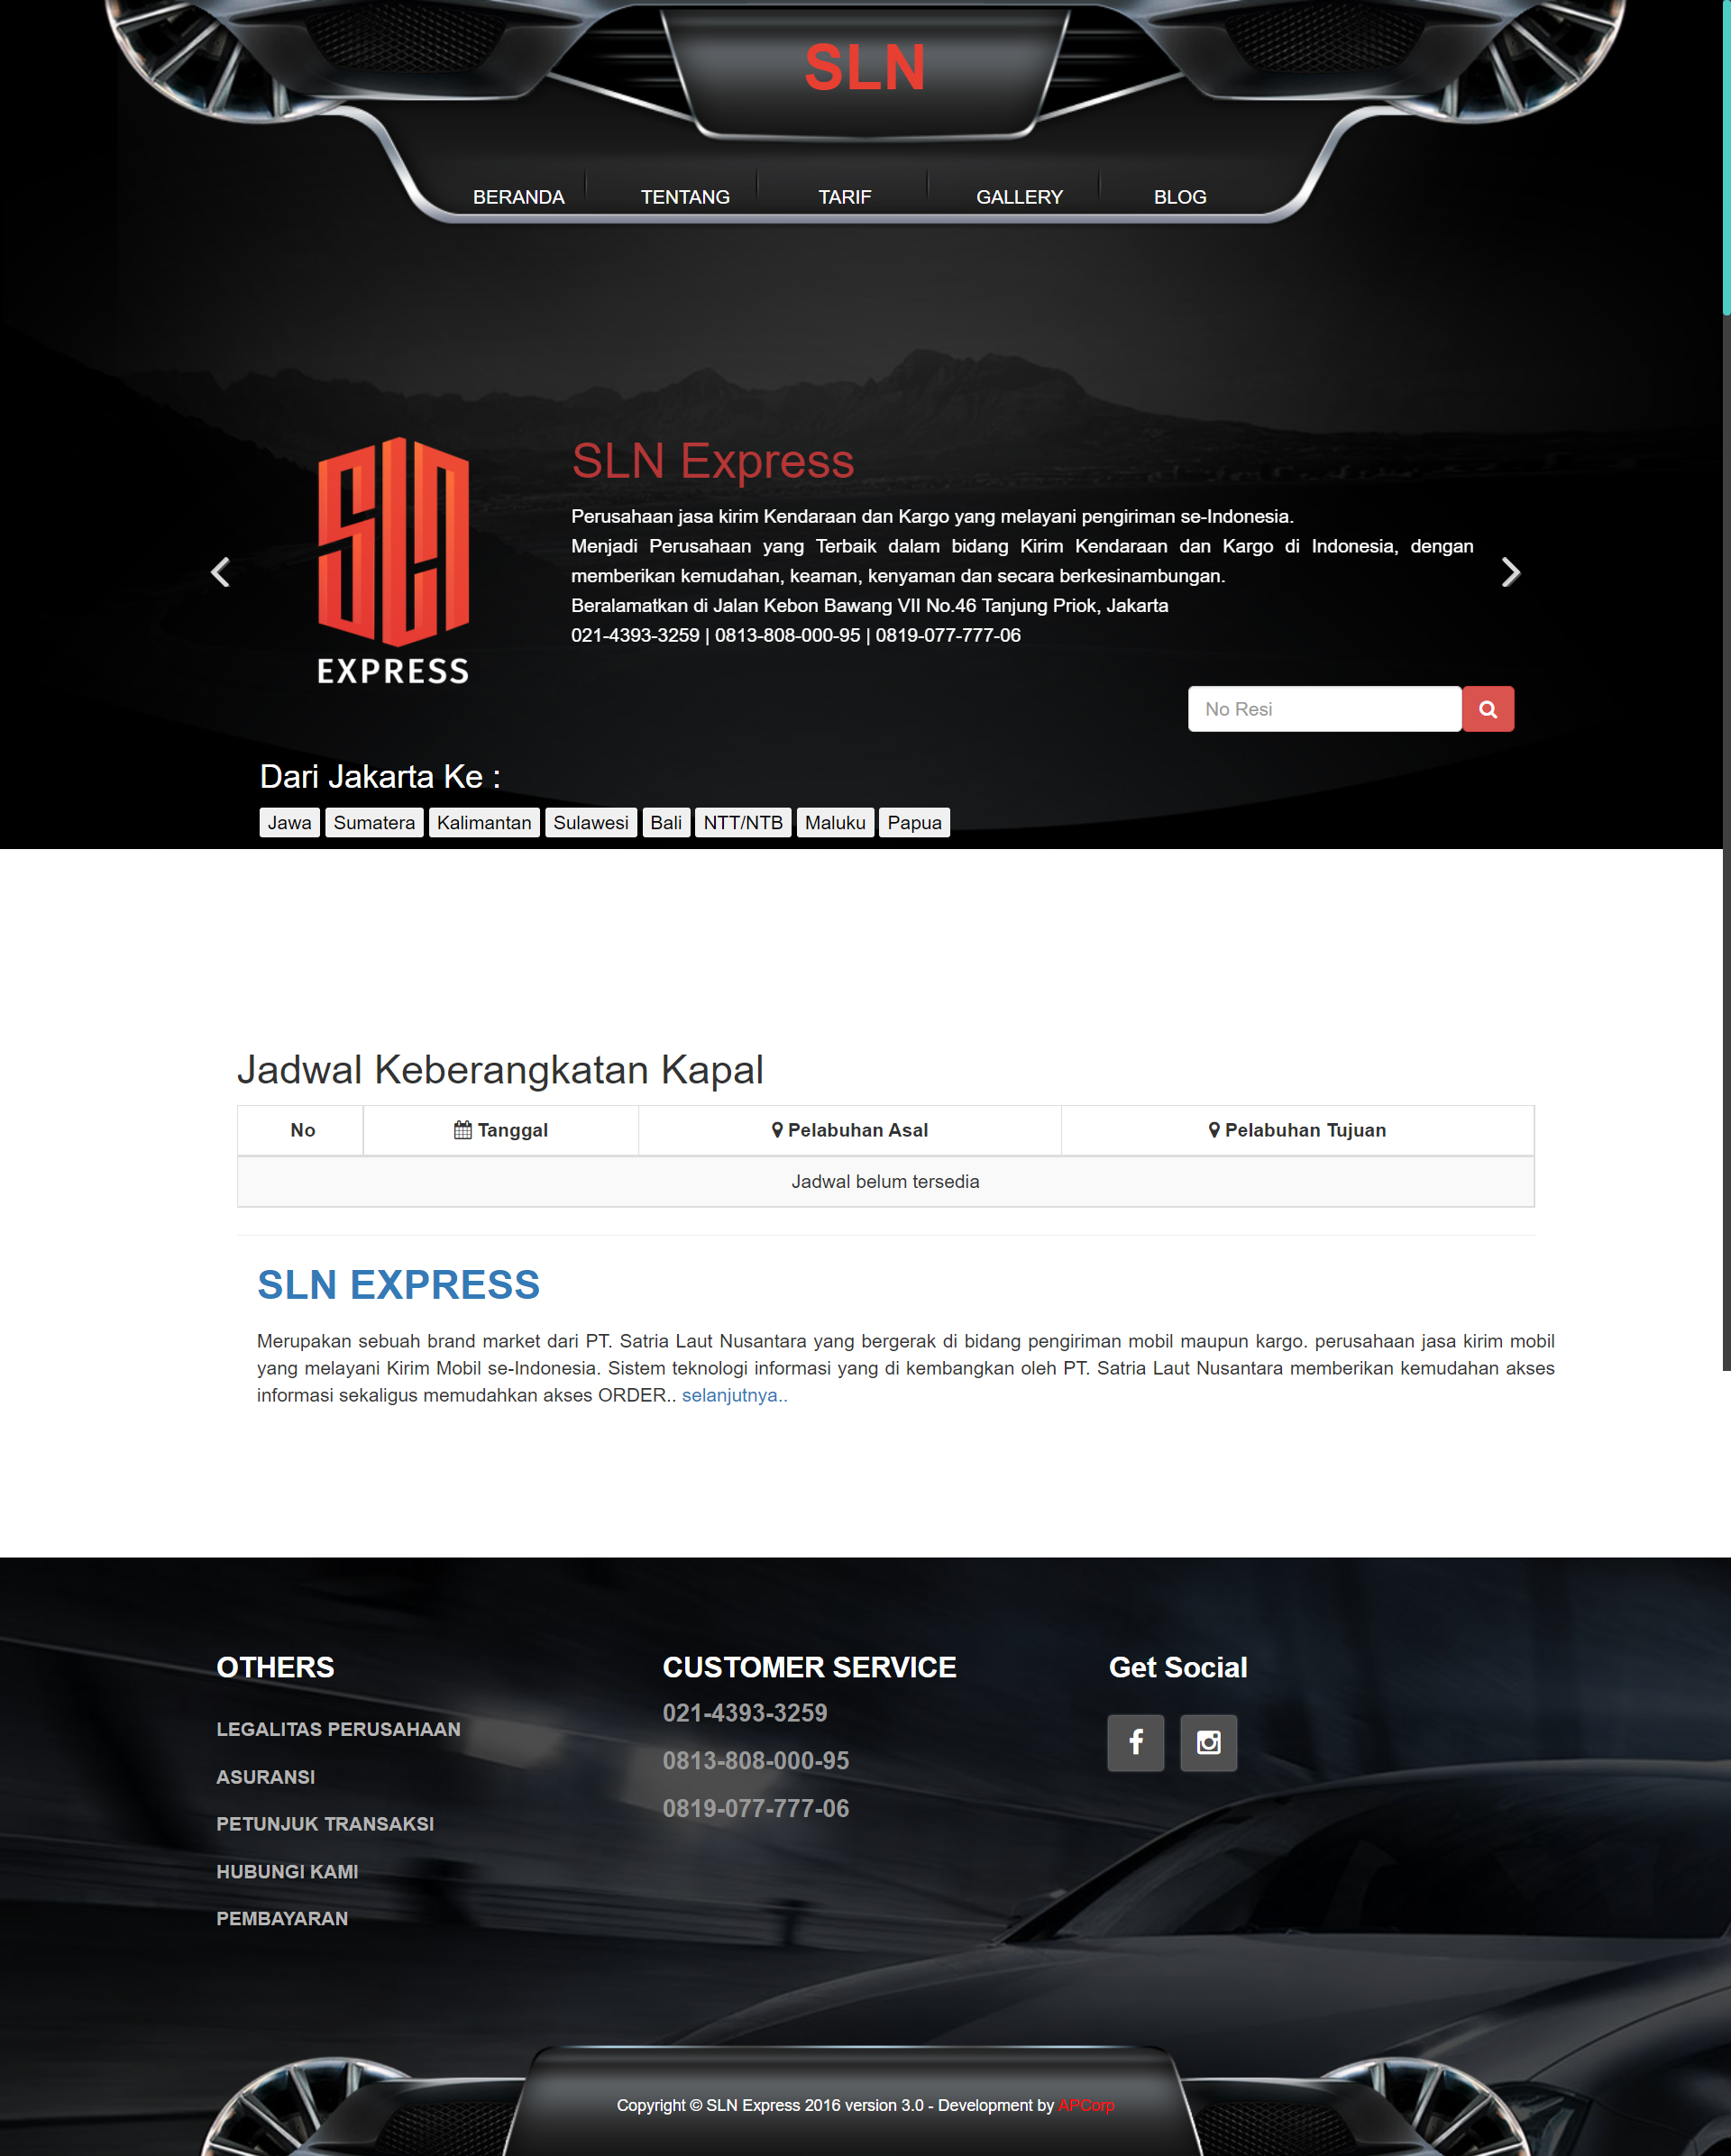 SLN
BERANDA
TENTANG
TARIF
GALLERY
BLOG
SLN
EXPRESS
SLN Express
Perusahaan jasa kirim Kendaraan dan Kargo yang melayani pengiriman se-Indonesia.
Menjadi Perusahaan yang Terbaik dalam bidang Kirim Kendaraan dan Kargo di Indonesia, dengan
memberikan kemudahan, keaman, kenyaman dan secara berkesinambungan.
Beralamatkan di Jalan Kebon Bawang VII No.46 Tanjung Priok, Jakarta
021-4393-3259 | 0813-808-000-95 | 0819-077-777-06
No Resi
Dari Jakarta Ke :
Jawa Sumatera Kalimantan Sulawesi Bali NTT/NTB Maluku Papua
Jadwal Keberangkatan Kapal
No Tanggal Pelabuhan Asal Pelabuhan Tujuan
Jadwal belum tersedia
SLN EXPRESS
Merupakan sebuah brand market dari PT. Satria Laut Nusantara yang bergerak di bidang pengiriman mobil maupun kargo. perusahaan jasa kirim mobil
yang melayani Kirim Mobil se-Indonesia. Sistem teknologi informasi yang di kembangkan oleh PT. Satria Laut Nusantara memberikan kemudahan akses
informasi sekaligus memudahkan akses ORDER.. selanjutnya..
OTHERS
LEGALITAS PERUSAHAAN
ASURANSI
PETUNJUK TRANSAKSI
HUBUNGI KAMI
PEMBAYARAN
CUSTOMER SERVICE
021-4393-3259
0813-808-000-95
0819-077-777-06
Get Social
Copyright © SLN Express 2016 version 3.0 - Development by APCorp